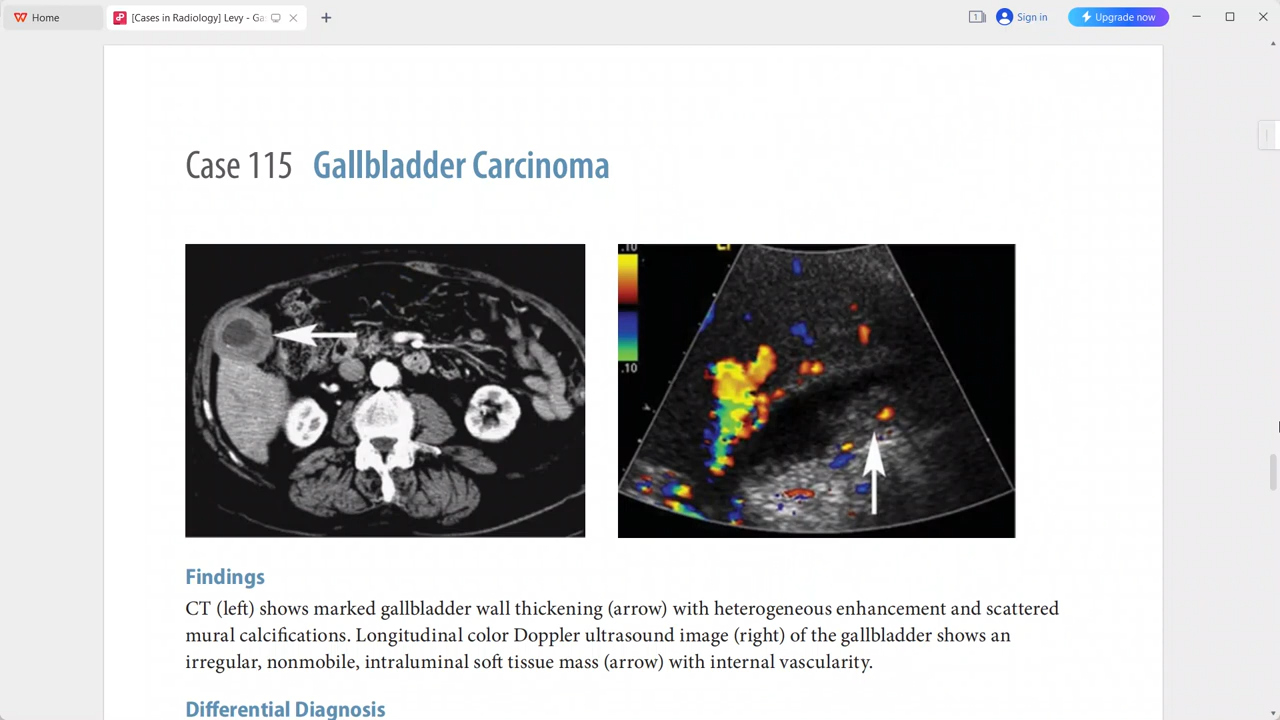 Home
[Cases in Radiology] Levy - Ga
1
Sign in
Upgrade now
Case 115 Gallbladder Carcinoma
.10
.10
Findings
CT (left) shows marked gallbladder wall thickening (arrow) with heterogeneous enhancement and scattered
mural calcifications. Longitudinal color Doppler ultrasound image (right) of the gallbladder shows an
irregular, nonmobile, intraluminal soft tissue mass (arrow) with internal vascularity.
Differential Diagnosis